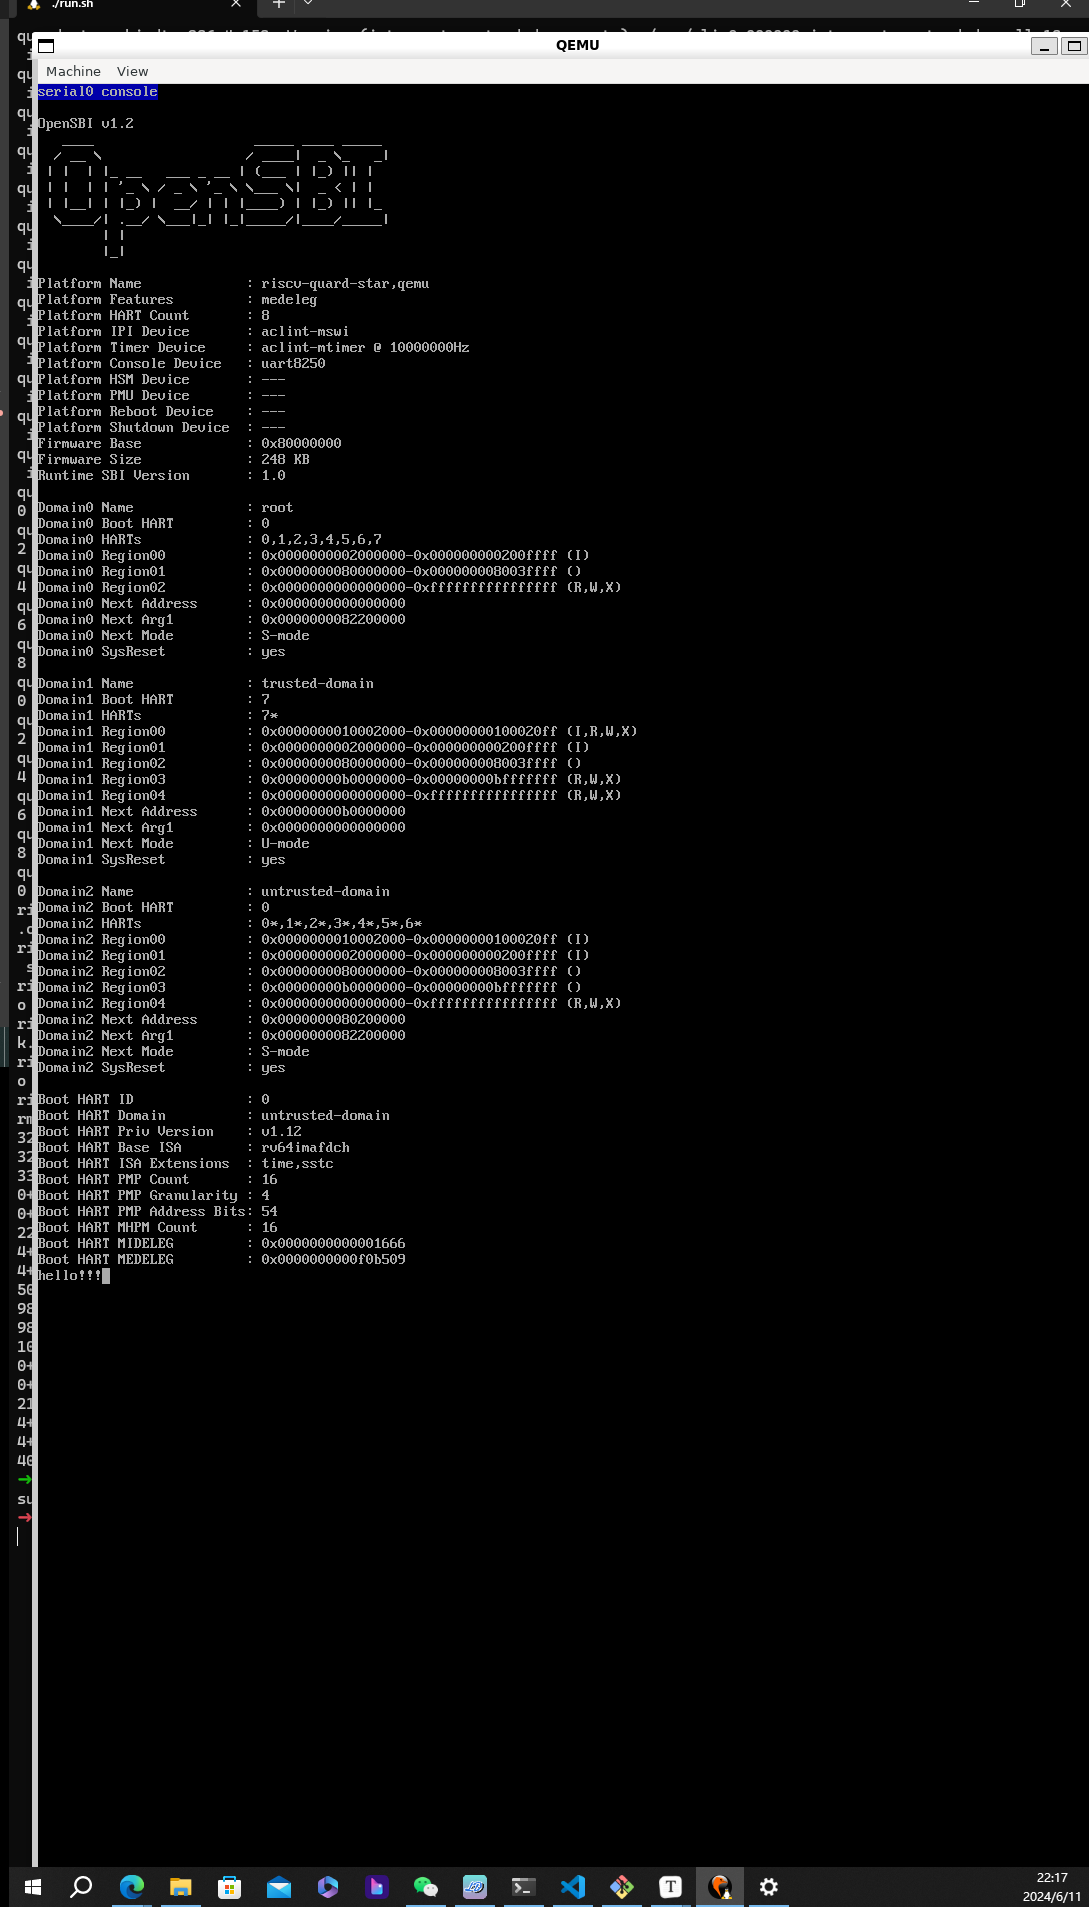 ./run.sh
QEMU
Machine View
serial0 console
OpenSBI v1.2
OpenSBI
Platform Name : riscv-quard-star,qemu
Platform Features : medeleg
Platform HART Count : 8
Platform IPI Device : aclint-mswi
Platform Timer Device : aclint-mtimer @ 10000000Hz
Platform Console Device : uart8250
Platform HSM Device : ---
Platform PMU Device : ---
Platform Reboot Device : ---
Platform Shutdown Device : ---
Firmware Base : 0x80000000
Firmware Size : 248 KB
Runtime SBI Version : 1.0
Domain0 Name : root
Domain0 Boot HART : 0
Domain0 HARTs : 0,1,2,3,4,5,6,7
Domain0 Region00 : 0x0000000002000000-0x000000000200ffff (I)
Domain0 Region01 : 0x0000000080000000-0x000000008003ffff ()
Domain0 Region02 : 0x0000000000000000-0xffffffffffffffff (R,W,X)
Domain0 Next Address : 0x0000000000000000
Domain0 Next Arg1 : 0x0000000082200000
Domain0 Next Mode : S-mode
Domain0 SysReset : yes
Domain1 Name : trusted-domain
Domain1 Boot HART : 7
Domain1 HARTs : 7*
Domain1 Region00 : 0x0000000010002000-0x00000000100020ff (I,R,W,X)
Domain1 Region01 : 0x0000000002000000-0x000000000200ffff (I)
Domain1 Region02 : 0x0000000080000000-0x000000008003ffff ()
Domain1 Region03 : 0x00000000b0000000-0x00000000bfffffff (R,W,X)
Domain1 Region04 : 0x0000000000000000-0xffffffffffffffff (R,W,X)
Domain1 Next Address : 0x00000000b0000000
Domain1 Next Arg1 : 0x0000000000000000
Domain1 Next Mode : U-mode
Domain1 SysReset : yes
Domain2 Name : untrusted-domain
Domain2 Boot HART : 0
Domain2 HARTs : 0*,1*,2*,3*,4*,5*,6*
Domain2 Region00 : 0x0000000010002000-0x00000000100020ff (I)
Domain2 Region01 : 0x0000000002000000-0x000000000200ffff (I)
Domain2 Region02 : 0x0000000080000000-0x000000008003ffff ()
Domain2 Region03 : 0x00000000b0000000-0x00000000bfffffff ()
Domain2 Region04 : 0x0000000000000000-0xffffffffffffffff (R,W,X)
Domain2 Next Address : 0x0000000080200000
Domain2 Next Arg1 : 0x0000000082200000
Domain2 Next Mode : S-mode
Domain2 SysReset : yes
Boot HART ID : 0
Boot HART Domain : untrusted-domain
Boot HART Priv Version : v1.12
Boot HART Base ISA : rv64imafdch
Boot HART ISA Extensions : time,sstc
Boot HART PMP Count : 16
Boot HART PMP Granularity : 4
Boot HART PMP Address Bits: 54
Boot HART MHPM Count : 16
Boot HART MIDELEG : 0x0000000000001666
Boot HART MEDELEG : 0x0000000000f0b509
hello!!!
22:17
2024/6/11